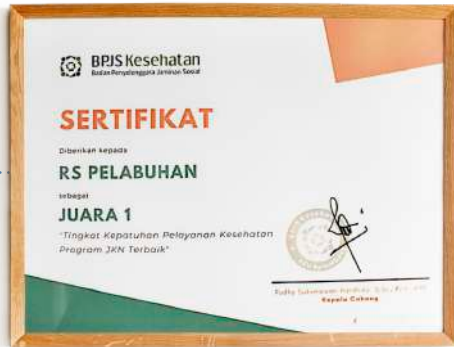 BPJS Kesehatan
Badan Penyelenggara Jaminan Sosial
SERTIFIKAT
Diberikan kepada
RS PELABUHAN
sebagai
JUARA 1
"Tingkat Kepatuhan Pelayanan Kesehatan
Program JKN Terbaik"
Kepala Cabang